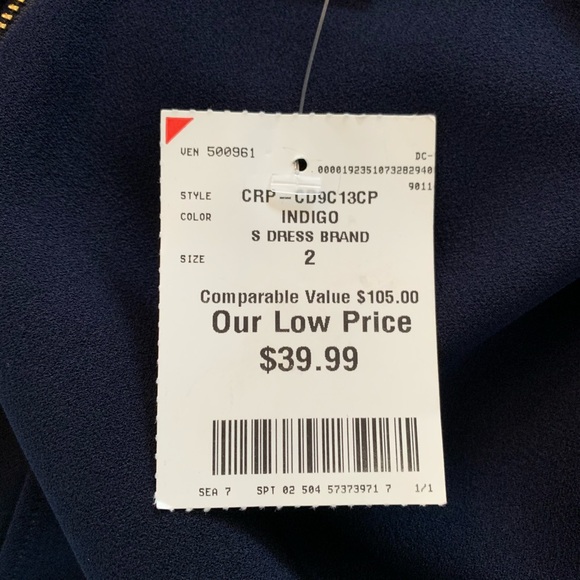 VEN 500961
DC-
0000192351073282940
9011
STYLE CRP-CD9C13CP
COLOR INDIGO
S DRESS BRAND
SIZE 2
Comparable Value $105.00
Our Low Price
$39.99
SEA 7 SPT 02 504 57373971 7 1/1